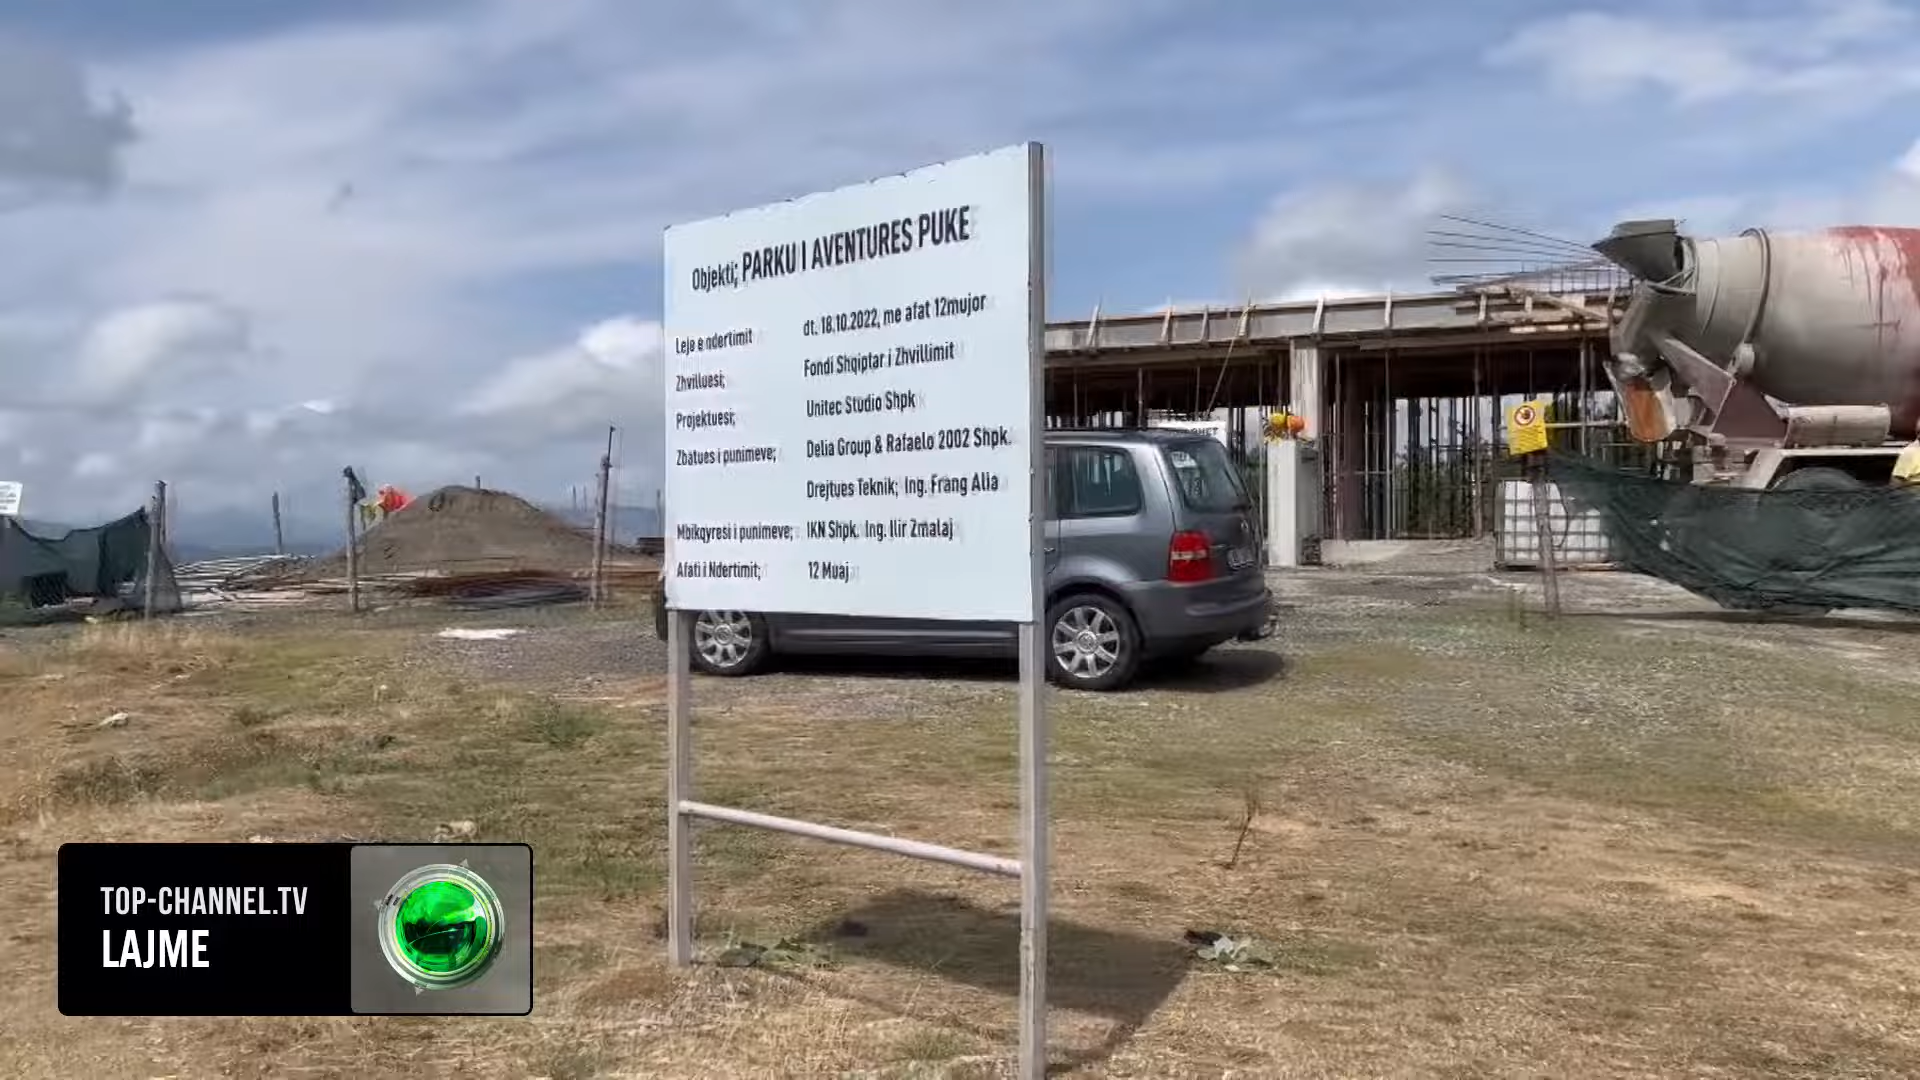 Objekti; PARKU I AVENTURES PUKE
Leje e ndertimit dt. 18.10.2022, me afat 12mujor
Zhvilluesi; Fondi Shqiptar i Zhvillimit
Projektuesi; Unitec Studio Shpk
Zbatues i punimeve; Delia Group & Rafaelo 2002 Shpk.
Drejtues Teknik; Ing. Frang Alia
Mbikqyresi i punimeve; IKN Shpk. Ing. Ilir Zmalaj
Afati i Ndertimit; 12 Muaj
TOP-CHANNEL.TV
LAJME